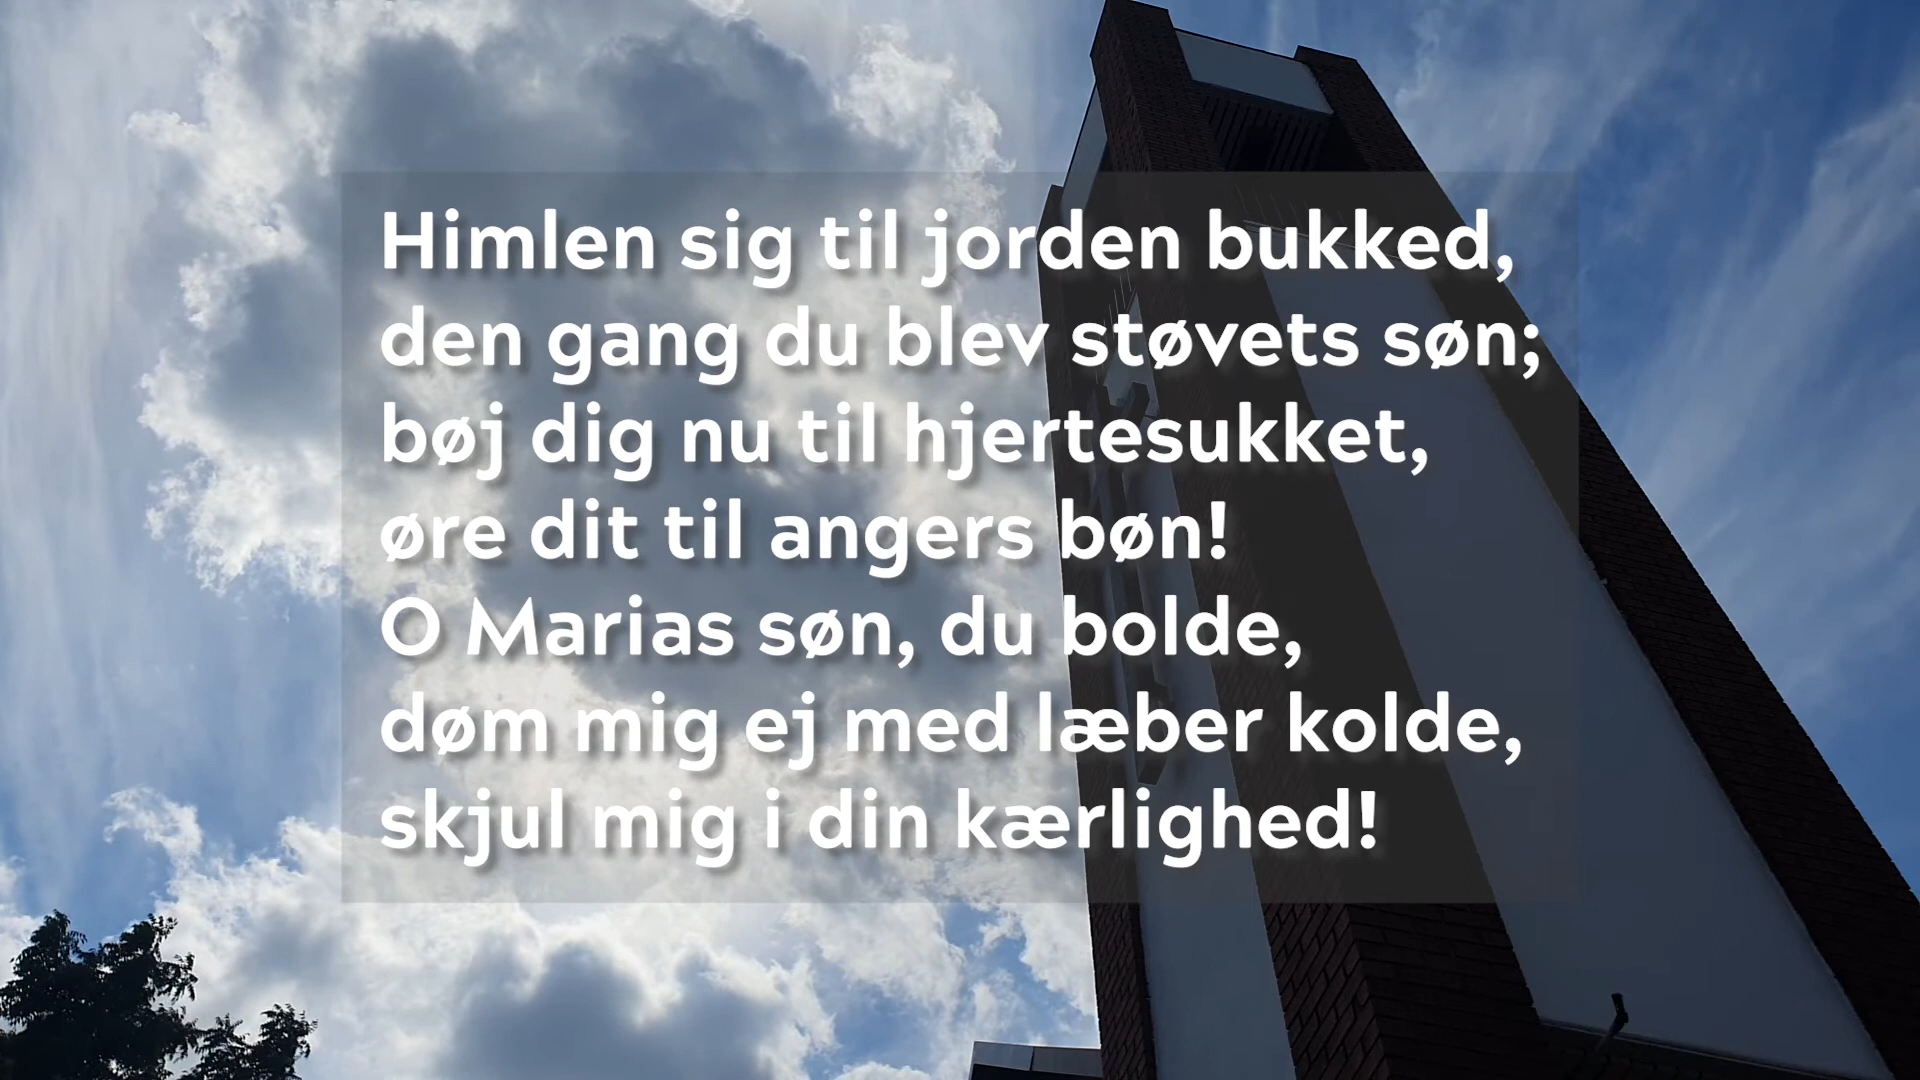 Himlen sig til jorden bukked,
den gang du blev støvets søn;
bøj dig nu til hjertesukket,
øre dit til angers bøn!
O Marias søn, du bolde,
døm mig ej med læber kolde,
skjul mig i din kærlighed!